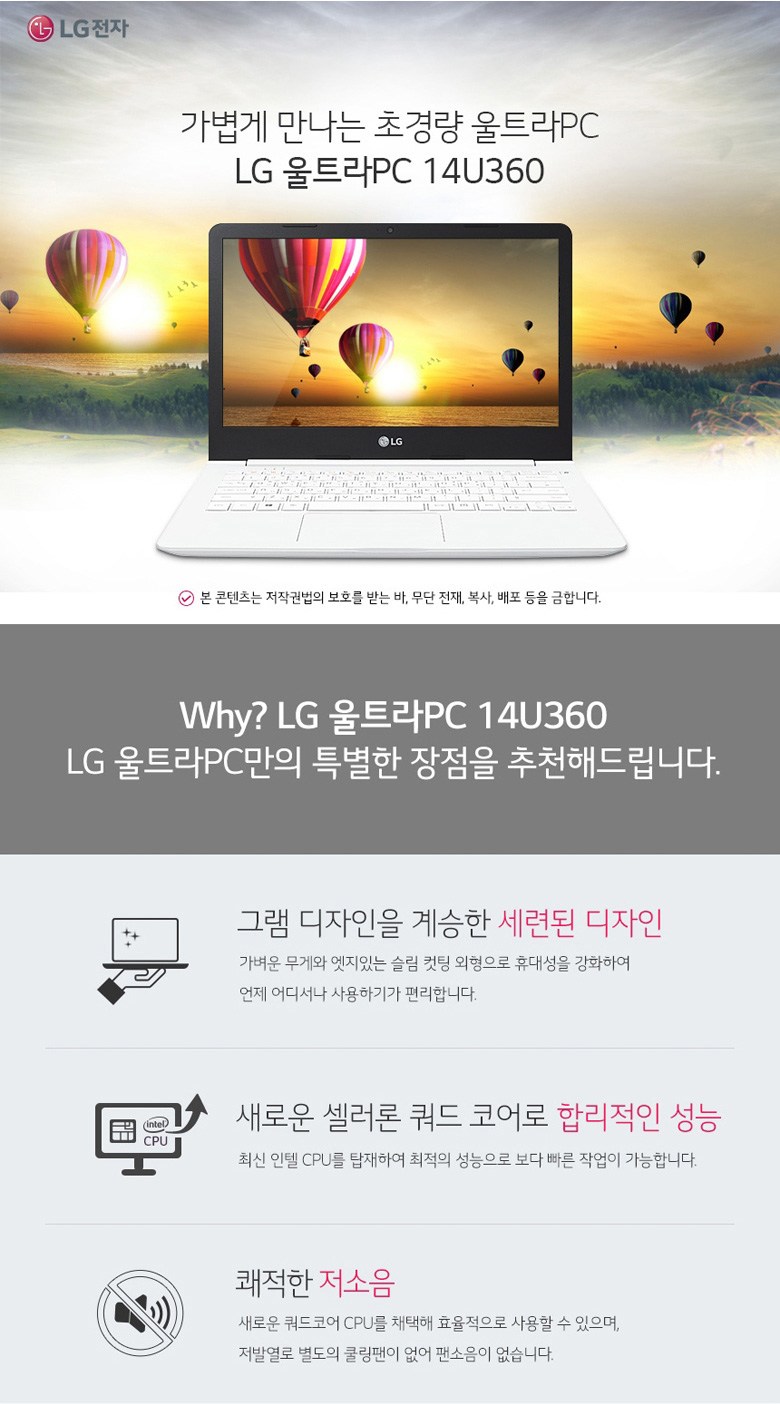 LG전자
가볍게 만나는 초경량 울트라PC
LG 울트라PC 14U360
LG
본 콘텐츠는 저작권법의 보호를 받는 바, 무단 전재, 복사, 배포 등을 금합니다.
Why? LG 울트라PC 14U360
LG 울트라PC만의 특별한 장점을 추천해드립니다.
그램 디자인을 계승한 세련된 디자인
가벼운 무게와 엣지있는 슬림 컷팅 외형으로 휴대성을 강화하여
언제 어디서나 사용하기가 편리합니다.
새로운 셀러론 쿼드 코어로 합리적인 성능
intel
CPU
최신 인텔 CPU를 탑재하여 최적의 성능으로 보다 빠른 작업이 가능합니다.
쾌적한 저소음
새로운 쿼드코어 CPU를 채택해 효율적으로 사용할 수 있으며,
저발열로 별도의 쿨링팬이 없어 팬소음이 없습니다.